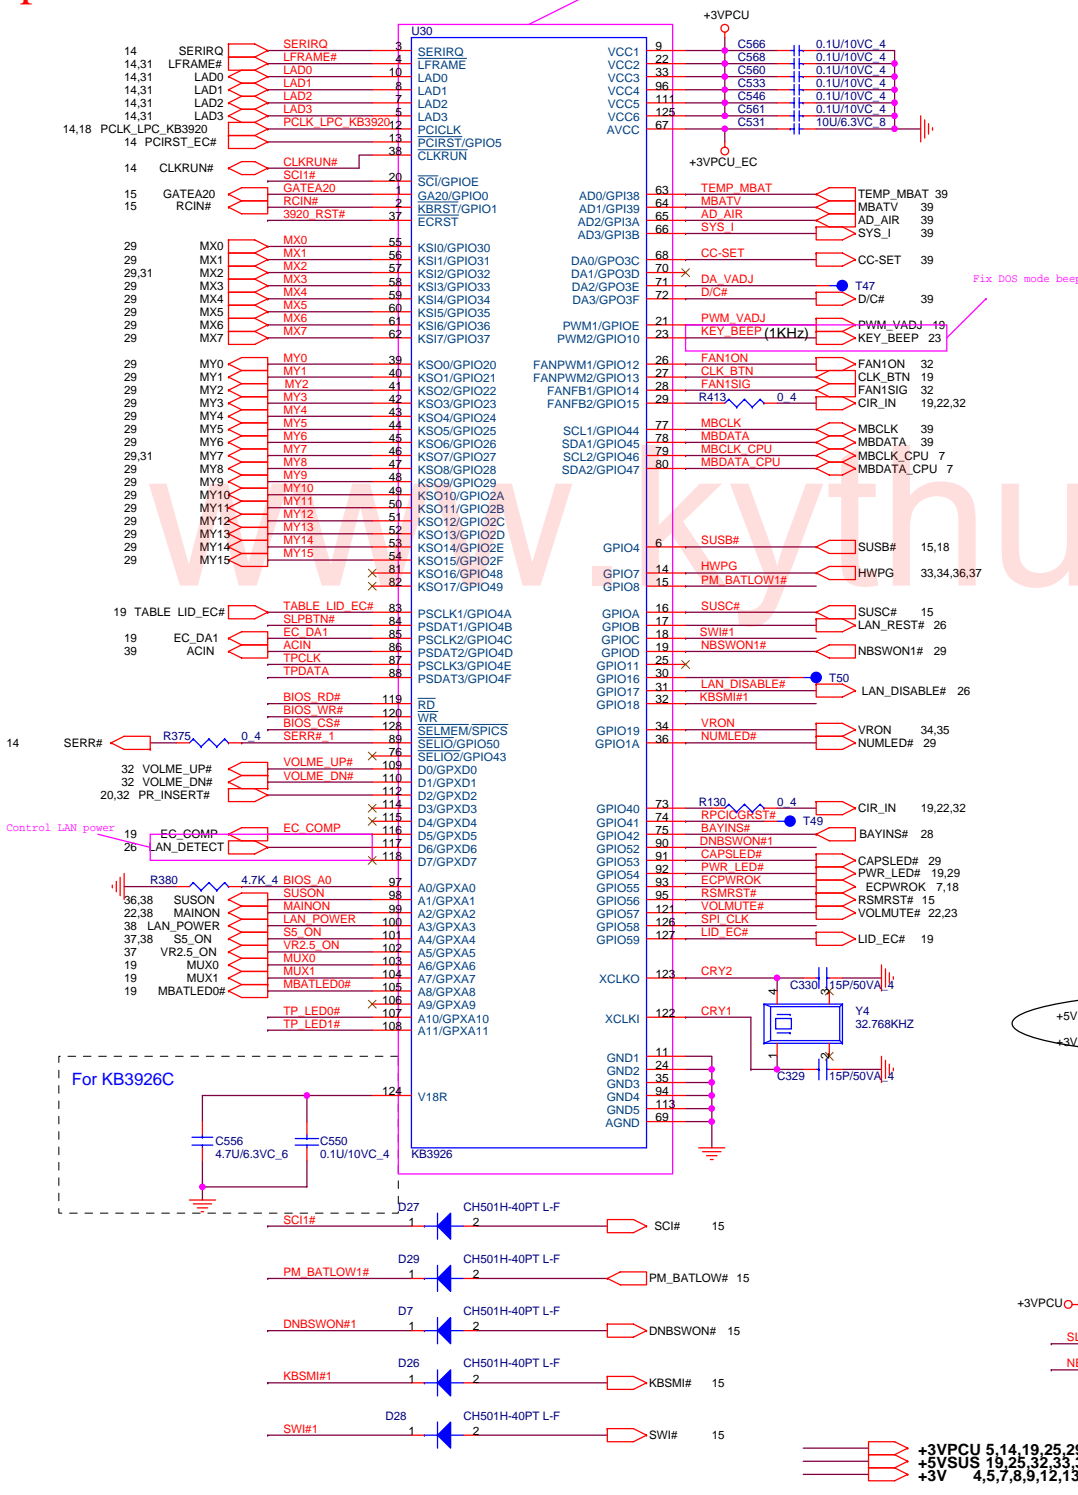 U30
+3VPCU
14 SERIRQ SERIRQ 3 SERIRQ
14,31 LFRAME# LFRAME# 4 LFRAME
14,31 LAD0 LAD0 10 LAD0
14,31 LAD1 LAD1 8 LAD1
14,31 LAD2 LAD2 7 LAD2
14,31 LAD3 LAD3 5 LAD3
14,18 PCLK_LPC_KB3920 PCLK_LPC_KB3920 12 PCICLK
14 PCIRST_EC# 13 PCIRST/GPIO5
14 CLKRUN# CLKRUN# 38 CLKRUN
SCI1# 20 SCI/GPIOE
15 GATEA20 GATEA20 1 GA20/GPIO0
15 RCIN# RCIN# 2 KBRST/GPIO1
3920_RST# 37 ECRST
29 MX0 MX0 55 KSI0/GPIO30
29 MX1 MX1 56 KSI1/GPIO31
29,31 MX2 MX2 57 KSI2/GPIO32
29 MX3 MX3 58 KSI3/GPIO33
29 MX4 MX4 59 KSI4/GPIO34
29 MX5 MX5 60 KSI5/GPIO35
29 MX6 MX6 61 KSI6/GPIO36
29 MX7 MX7 62 KSI7/GPIO37
29 MY0 MY0 39 KSO0/GPIO20
29 MY1 MY1 40 KSO1/GPIO21
29 MY2 MY2 41 KSO2/GPIO22
29 MY3 MY3 42 KSO3/GPIO23
29 MY4 MY4 43 KSO4/GPIO24
29 MY5 MY5 44 KSO5/GPIO25
29 MY6 MY6 45 KSO6/GPIO26
29,31 MY7 MY7 46 KSO7/GPIO27
29 MY8 MY8 47 KSO8/GPIO28
29 MY9 MY9 48 KSO9/GPIO29
29 MY10 MY10 49 KSO10/GPIO2A
29 MY11 MY11 50 KSO11/GPIO2B
29 MY12 MY12 51 KSO12/GPIO2C
29 MY13 MY13 52 KSO13/GPIO2D
29 MY14 MY14 53 KSO14/GPIO2E
29 MY15 MY15 54 KSO15/GPIO2F
81 KSO16/GPIO48
82 KSO17/GPIO49
19 TABLE LID_EC# TABLE LID_EC# 83 PSCLK1/GPIO4A
SLPBTN# 84 PSDAT1/GPIO4B
19 EC_DA1 EC_DA1 85 PSCLK2/GPIO4C
39 ACIN ACIN 86 PSDAT2/GPIO4D
TPCLK 87 PSCLK3/GPIO4E
TPDATA 88 PSDAT3/GPIO4F
BIOS_RD# 119 RD
BIOS_WR# 120 WR
BIOS_CS# 128 SELMEM/SPICS
14 SERR# R375 0_4 SERR#_1 89 SELIO/GPIO50
76 SELIO2/GPIO43
32 VOLME_UP# VOLME_UP# 109 D0/GPXD0
32 VOLME_DN# VOLME_DN# 110 D1/GPXD1
20,32 PR_INSERT# 112 D2/GPXD2
114 D3/GPXD3
115 D4/GPXD4
Control LAN power
19 EC_COMP EC_COMP 116 D5/GPXD5
26 LAN_DETECT 117 D6/GPXD6
118 D7/GPXD7
R380 4.7K_4 BIOS_A0 97 A0/GPXA0
36,38 SUSON SUSON 98 A1/GPXA1
22,38 MAINON MAINON 99 A2/GPXA2
38 LAN_POWER LAN_POWER 100 A3/GPXA3
37,38 S5_ON S5_ON 101 A4/GPXA4
37 VR2.5_ON VR2.5_ON 102 A5/GPXA5
19 MUX0 MUX0 103 A6/GPXA6
19 MUX1 MUX1 104 A7/GPXA7
19 MBATLED0# MBATLED0# 105 A8/GPXA8
106 A9/GPXA9
TP_LED0# 107 A10/GPXA10
TP_LED1# 108 A11/GPXA11
For KB3926C
124 V18R
C556
4.7U/6.3VC_6
C550
0.1U/10VC_4
KB3926
VCC1 9 C566 0.1U/10VC_4
VCC2 22 C568 0.1U/10VC_4
VCC3 33 C560 0.1U/10VC_4
VCC4 96 C533 0.1U/10VC_4
VCC5 111 C546 0.1U/10VC_4
VCC6 125 C561 0.1U/10VC_4
AVCC 67 C531 10U/6.3VC_8
+3VPCU_EC
AD0/GPI38 63 TEMP_MBAT TEMP_MBAT 39
AD1/GPI39 64 MBATV MBATV 39
AD2/GPI3A 65 AD_AIR AD_AIR 39
AD3/GPI3B 66 SYS_I SYS_I 39
DA0/GPO3C 68 CC-SET CC-SET 39
DA1/GPO3D 70
DA2/GPO3E 71 DA_VADJ T47
DA3/GPO3F 72 D/C# D/C# 39
Fix DOS mode beep
PWM1/GPIOE 21 PWM_VADJ PWM_VADJ 19
PWM2/GPIO10 23 KEY_BEEP (1KHz) KEY_BEEP 23
FANPWM1/GPIO12 26 FAN1ON FAN1ON 32
FANPWM2/GPIO13 27 CLK_BTN CLK_BTN 19
FANFB1/GPIO14 28 FAN1SIG FAN1SIG 32
FANFB2/GPIO15 29 R413 0_4 CIR_IN 19,22,32
SCL1/GPIO44 77 MBCLK MBCLK 39
SDA1/GPIO45 78 MBDATA MBDATA 39
SCL2/GPIO46 79 MBCLK_CPU MBCLK_CPU 7
SDA2/GPIO47 80 MBDATA_CPU MBDATA_CPU 7
www.kythu
GPIO4 6 SUSB# SUSB# 15,18
GPIO7 14 HWPG HWPG 33,34,36,37
GPIO8 15 PM_BATLOW1#
GPIOA 16 SUSC# SUSC# 15
GPIOB 17 LAN_REST# 26
GPIOC 18 SWI#1
GPIOD 19 NBSWON1# NBSWON1# 29
GPIO11 25
GPIO16 30 T50
GPIO17 31 LAN_DISABLE# LAN_DISABLE# 26
GPIO18 32 KBSMI#1
GPIO19 34 VRON VRON 34,35
GPIO1A 36 NUMLED# NUMLED# 29
GPIO40 73 R130 0_4 CIR_IN 19,22,32
GPIO41 74 RPCICGRST# T49
GPIO42 75 BAYINS# BAYINS# 28
GPIO52 90 DNBSWON#1
GPIO53 91 CAPSLED# CAPSLED# 29
GPIO54 92 PWR_LED# PWR_LED# 19,29
GPIO55 93 ECPWROK ECPWROK 7,18
GPIO56 95 RSMRST# RSMRST# 15
GPIO57 121 VOLMUTE# VOLMUTE# 22,23
GPIO58 126 SPI_CLK
GPIO59 127 LID_EC# LID_EC# 19
XCLKO 123 CRY2
C330 15P/50VA_4
4 3
Y4
32.768KHZ
XCLKI 122 CRY1
1 2
C329 15P/50VA_4
GND1 11
GND2 24
GND3 35
GND4 94
GND5 113
AGND 69
+5V
+3V
SCI1# D27 1 2 CH501H-40PT L-F SCI# 15
PM_BATLOW1# D29 1 2 CH501H-40PT L-F PM_BATLOW# 15
DNBSWON#1 D7 1 2 CH501H-40PT L-F DNBSWON# 15
KBSMI#1 D26 1 2 CH501H-40PT L-F KBSMI# 15
SWI#1 D28 1 2 CH501H-40PT L-F SWI# 15
+3VPCU
+3VPCU 5,14,19,25,29
+5VSUS 19,25,32,33,
+3V 4,5,7,8,9,12,13